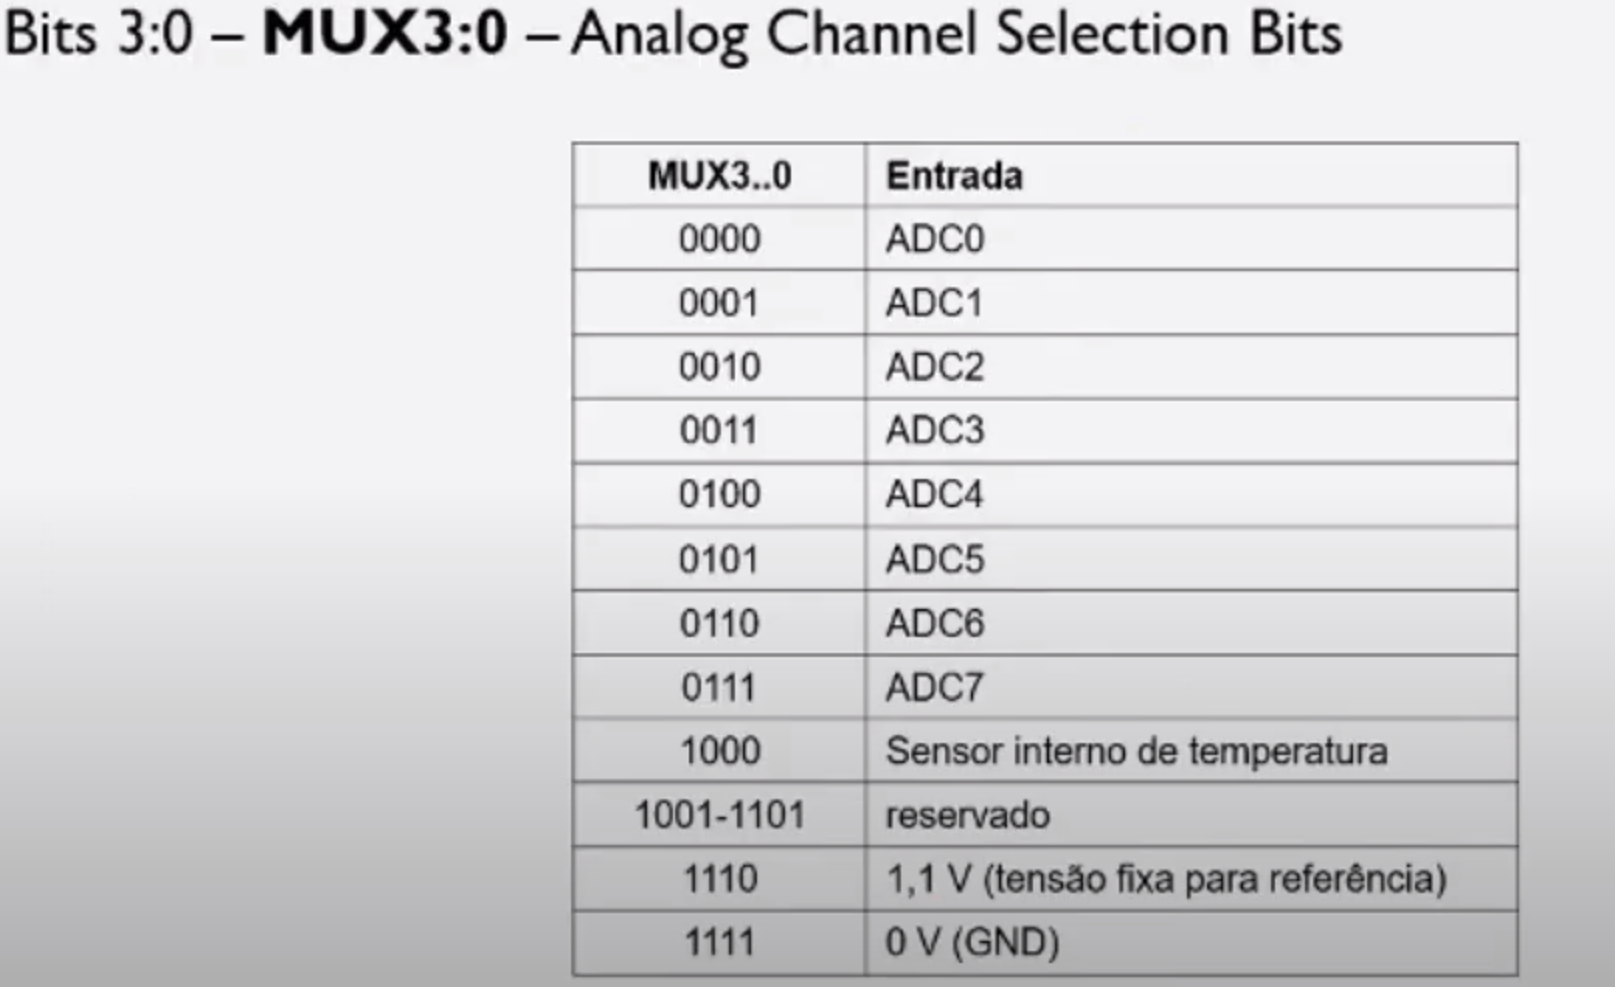 Bits 3:0 – MUX3:0 – Analog Channel Selection Bits
MUX3..0 Entrada
0000 ADC0
0001 ADC1
0010 ADC2
0011 ADC3
0100 ADC4
0101 ADC5
0110 ADC6
0111 ADC7
1000 Sensor interno de temperatura
1001-1101 reservado
1110 1,1 V (tensão fixa para referência)
1111 0 V (GND)